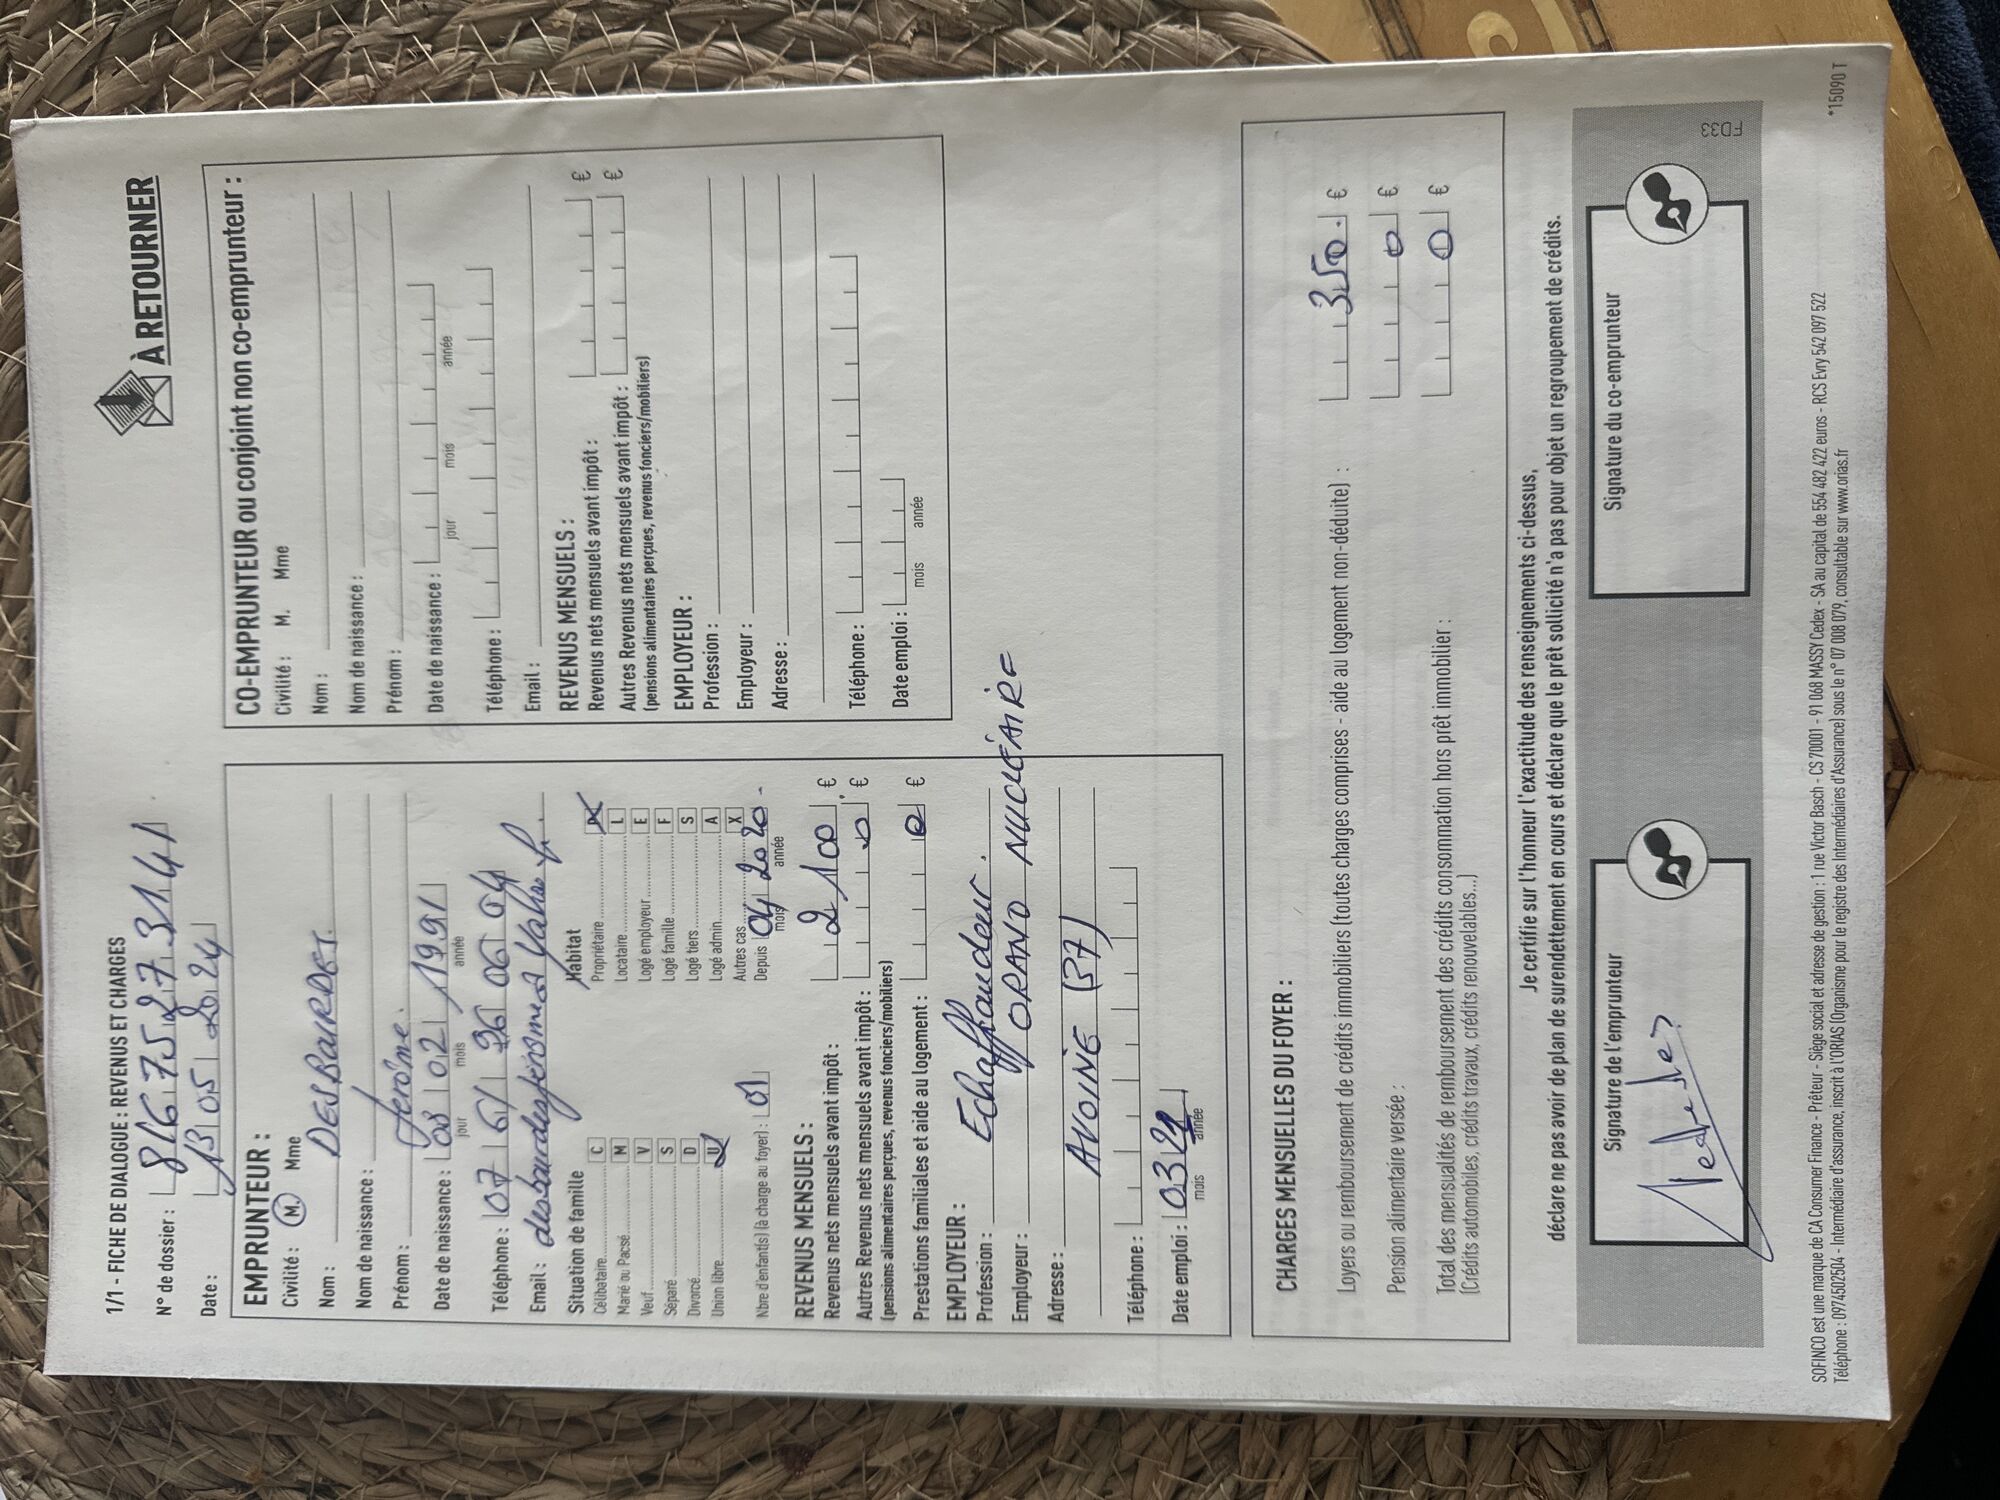 À RETOURNER
1/1 - FICHE DE DIALOGUE : REVENUS ET CHARGES
N° de dossier : 81675273141
Date : 13 05 2024
EMPRUNTEUR :
Civilité : M. Mme
Nom : DESBOURDES
Nom de naissance :
Prénom : Jérôme.
Date de naissance : 08 02 1991
jour mois année
Téléphone : 07 61 96 06 04
Email :
Situation de famille
Célibataire C
Marié ou Pacsé M
Veuf V
Séparé S
Divorcé D
Union libre U
Nbre d'enfant(s) (à charge au foyer) : 01
Habitat
Propriétaire P
Locataire L
Logé employeur E
Logé famille F
Logé tiers S
Logé admin. A
Autres cas X
Depuis 04 2020.
mois année
REVENUS MENSUELS :
Revenus nets mensuels avant impôt : 2100 €
Autres Revenus nets mensuels avant impôt : 0 €
(pensions alimentaires perçues, revenus fonciers/mobiliers)
Prestations familiales et aide au logement : 0 €
EMPLOYEUR :
Profession : Echaffaudeur.
Employeur : ORANO NUCLÉAIRE
Adresse : AVOINE (37)
Téléphone :
Date emploi : 03 21
mois année
CO-EMPRUNTEUR ou conjoint non co-emprunteur :
Civilité : M. Mme
Nom :
Nom de naissance :
Prénom :
Date de naissance :
jour mois année
Téléphone :
Email :
REVENUS MENSUELS :
Revenus nets mensuels avant impôt : €
Autres Revenus nets mensuels avant impôt : €
(pensions alimentaires perçues, revenus fonciers/mobiliers)
EMPLOYEUR :
Profession :
Employeur :
Adresse :
Téléphone :
Date emploi :
mois année
CHARGES MENSUELLES DU FOYER :
Loyers ou remboursement de crédits immobiliers (toutes charges comprises - aide au logement non-déduite) : 350. €
Pension alimentaire versée : 0 €
Total des mensualités de remboursement des crédits consommation hors prêt immobilier : 0 €
(Crédits automobiles, crédits travaux, crédits renouvelables...)
Je certifie sur l'honneur l'exactitude des renseignements ci-dessus,
déclare ne pas avoir de plan de surendettement en cours et déclare que le prêt sollicité n'a pas pour objet un regroupement de crédits.
Signature de l'emprunteur
Signature du co-emprunteur
FD33
SOFINCO est une marque de CA Consumer Finance - Prêteur - Siège social et adresse de gestion : 1 rue Victor Basch - CS 70001 - 91 068 MASSY Cedex - SA au capital de 554 482 422 euros - RCS Evry 542 097 522
Téléphone : 0974502504 - Intermédiaire d'assurance, inscrit à l'ORIAS (Organisme pour le registre des Intermédiaires d'Assurance) sous le n° 07 008 079, consultable sur www.orias.fr
*15090 T